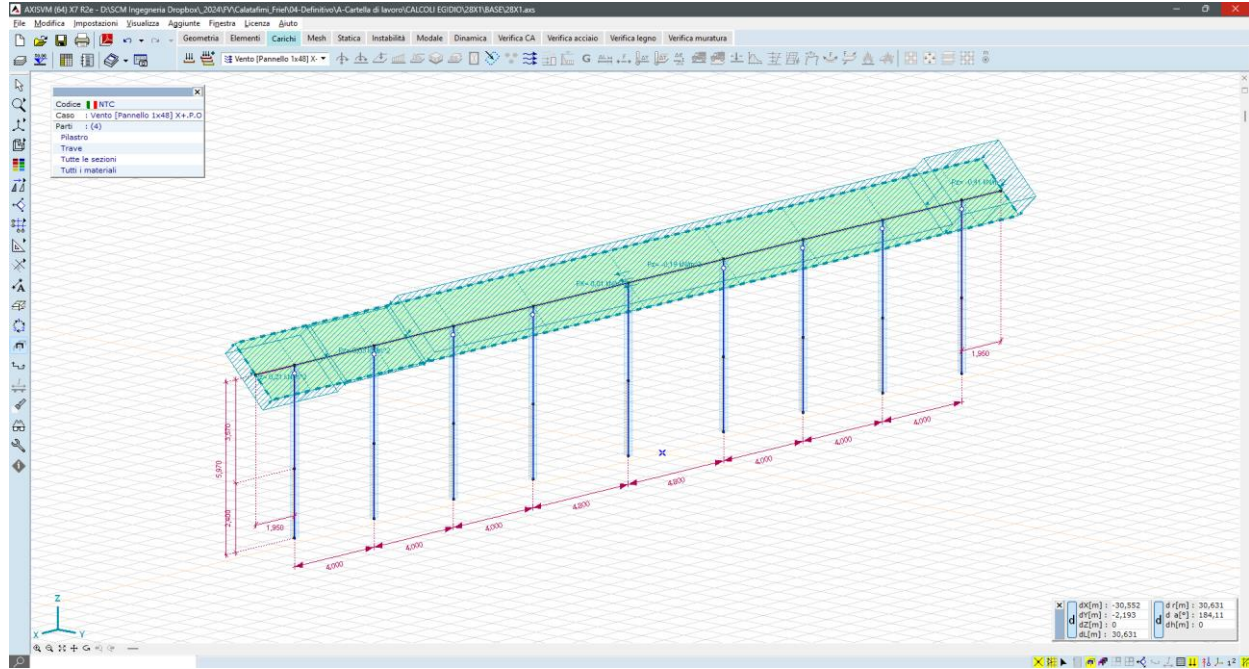 AXISVM (64) X7 R2e - D:\SCM Ingegneria Dropbox\_2024\FV\Calatafimi_Friel\04-Definitivo\A-Cartella di lavoro\CALCOLI EGIDIO\28X1\BASE\28X1.axs
File Modifica Impostazioni Visualizza Aggiunte Finestra Licenza Aiuto
Geometria Elementi Carichi Mesh Statica Instabilità Modale Dinamica Verifica CA Verifica acciaio Verifica legno Verifica muratura
Vento [Pannello 1x48] X-
Codice NTC
Caso : Vento [Pannello 1x48] X+.P.O
Parti : (4)
Pilastro
Trave
Tutte le sezioni
Tutti i materiali
1,950
5,970
1,950
4,000
4,000
4,000
4,800
4,800
4,000
4,000
4,000
Z
X
Y
dX[m] : -30,552
dY[m] : -2,193
dZ[m] : 0
dL[m] : 30,631
d
d r[m] : 30,631
d a[°] : 184,11
dh[m] : 0